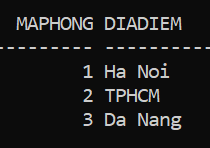 MAPHONG DIADIEM
--------- ----------
1 Ha Noi
2 TPHCM
3 Da Nang